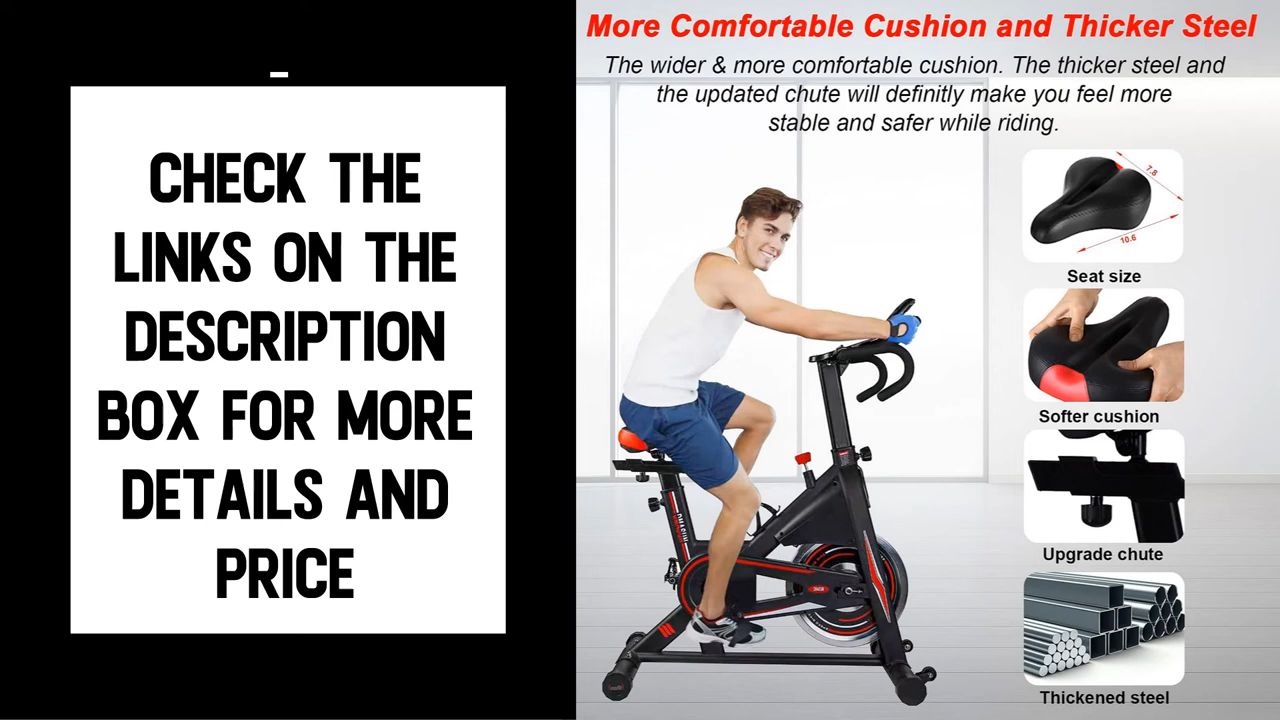 CHECK THE
LINKS ON THE
DESCRIPTION
BOX FOR MORE
DETAILS AND
PRICE
More Comfortable Cushion and Thicker Steel
The wider & more comfortable cushion. The thicker steel and
the updated chute will definitly make you feel more
stable and safer while riding.
7.8
10.6
Seat size
Softer cushion
Upgrade chute
Thickened steel